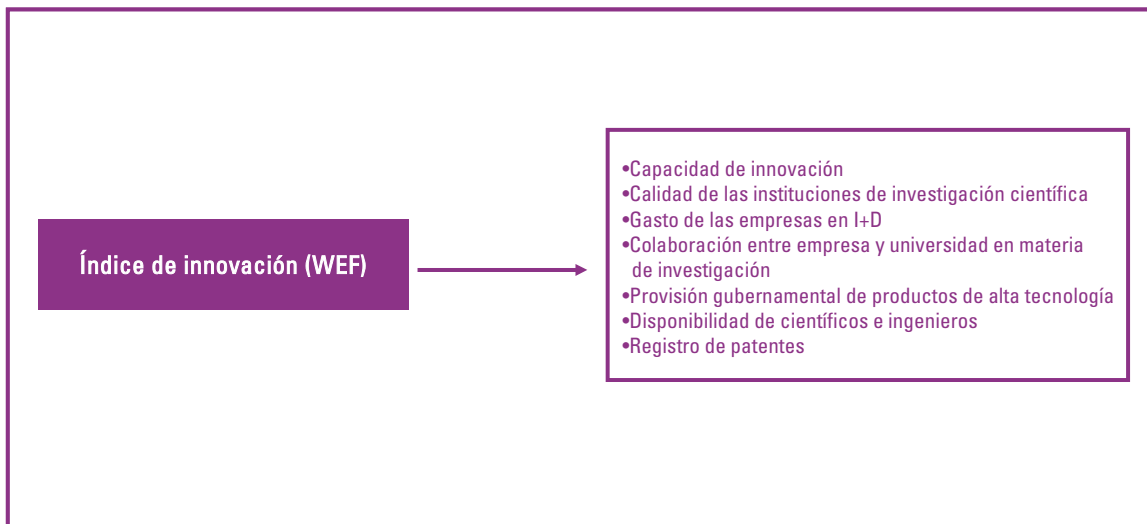 Índice de innovación (WEF)
•Capacidad de innovación
•Calidad de las instituciones de investigación científica
•Gasto de las empresas en I+D
•Colaboración entre empresa y universidad en materia
de investigación
•Provisión gubernamental de productos de alta tecnología
•Disponibilidad de científicos e ingenieros
•Registro de patentes